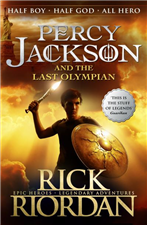 HALF BOY · HALF GOD · ALL HERO
PERCY
JACKSON
AND THE
LAST OLYMPIAN
THIS IS
THE STUFF
OF LEGENDS
Guardian
RICK
EPIC HEROES · LEGENDARY ADVENTURES
RIORDAN